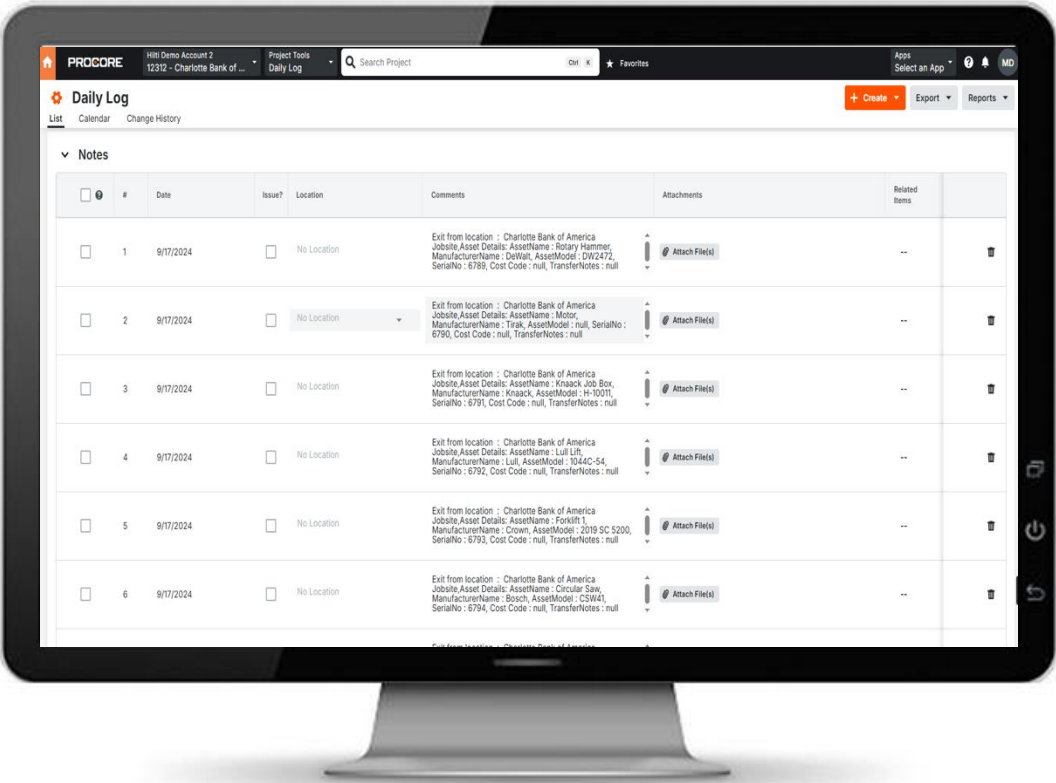 PROCORE
Hilti Demo Account 2
12312 - Charlotte Bank of ...
Project Tools
Daily Log
Search Project
Ctrl K
Favorites
Apps
Select an App
MD
Daily Log
+ Create
Export
Reports
List
Calendar
Change History
Notes
#
Date
Issue?
Location
Comments
Attachments
Related
Items
1
9/17/2024
No Location
Exit from location : Charlotte Bank of America
Jobsite,Asset Details: AssetName : Rotary Hammer,
ManufacturerName : DeWalt, AssetModel : DW2472,
SerialNo : 6789, Cost Code : null, TransferNotes : null
Attach File(s)
--
2
9/17/2024
No Location
Exit from location : Charlotte Bank of America
Jobsite,Asset Details: AssetName : Motor,
ManufacturerName : Tirak, AssetModel : null, SerialNo :
6790, Cost Code : null, TransferNotes : null
Attach File(s)
--
3
9/17/2024
No Location
Exit from location : Charlotte Bank of America
Jobsite,Asset Details: AssetName : Knaack Job Box,
ManufacturerName : Knaack, AssetModel : H-10011,
SerialNo : 6791, Cost Code : null, TransferNotes : null
Attach File(s)
--
4
9/17/2024
No Location
Exit from location : Charlotte Bank of America
Jobsite,Asset Details: AssetName : Lull Lift,
ManufacturerName : Lull, AssetModel : 1044C-54,
SerialNo : 6792, Cost Code : null, TransferNotes : null
Attach File(s)
--
5
9/17/2024
No Location
Exit from location : Charlotte Bank of America
Jobsite,Asset Details: AssetName : Forklift 1,
ManufacturerName : Crown, AssetModel : 2019 SC 5200,
SerialNo : 6793, Cost Code : null, TransferNotes : null
Attach File(s)
--
6
9/17/2024
No Location
Exit from location : Charlotte Bank of America
Jobsite,Asset Details: AssetName : Circular Saw,
ManufacturerName : Bosch, AssetModel : CSW41,
SerialNo : 6794, Cost Code : null, TransferNotes : null
Attach File(s)
--